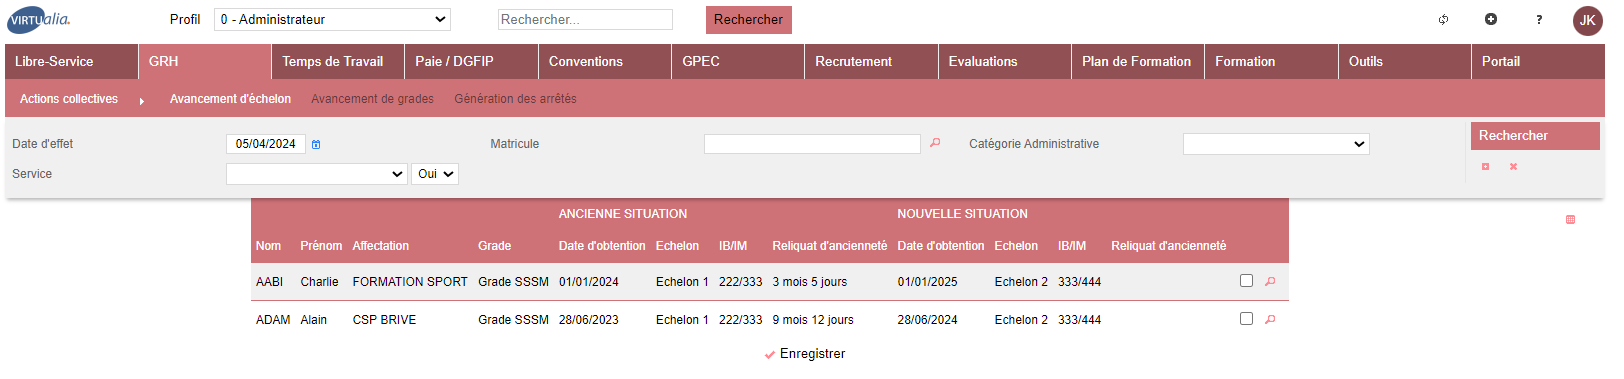 VIRTUalia.
Profil 0 - Administrateur Rechercher... Rechercher ? JK
Libre-Service GRH Temps de Travail Paie / DGFIP Conventions GPEC Recrutement Evaluations Plan de Formation Formation Outils Portail
Actions collectives Avancement d'échelon Avancement de grades Génération des arrêtés
Date d'effet 05/04/2024 Matricule Catégorie Administrative Rechercher
Service Oui
ANCIENNE SITUATION NOUVELLE SITUATION
Nom Prénom Affectation Grade Date d'obtention Echelon IB/IM Reliquat d'ancienneté Date d'obtention Echelon IB/IM Reliquat d'ancienneté
AABI Charlie FORMATION SPORT Grade SSSM 01/01/2024 Echelon 1 222/333 3 mois 5 jours 01/01/2025 Echelon 2 333/444
ADAM Alain CSP BRIVE Grade SSSM 28/06/2023 Echelon 1 222/333 9 mois 12 jours 28/06/2024 Echelon 2 333/444
Enregistrer